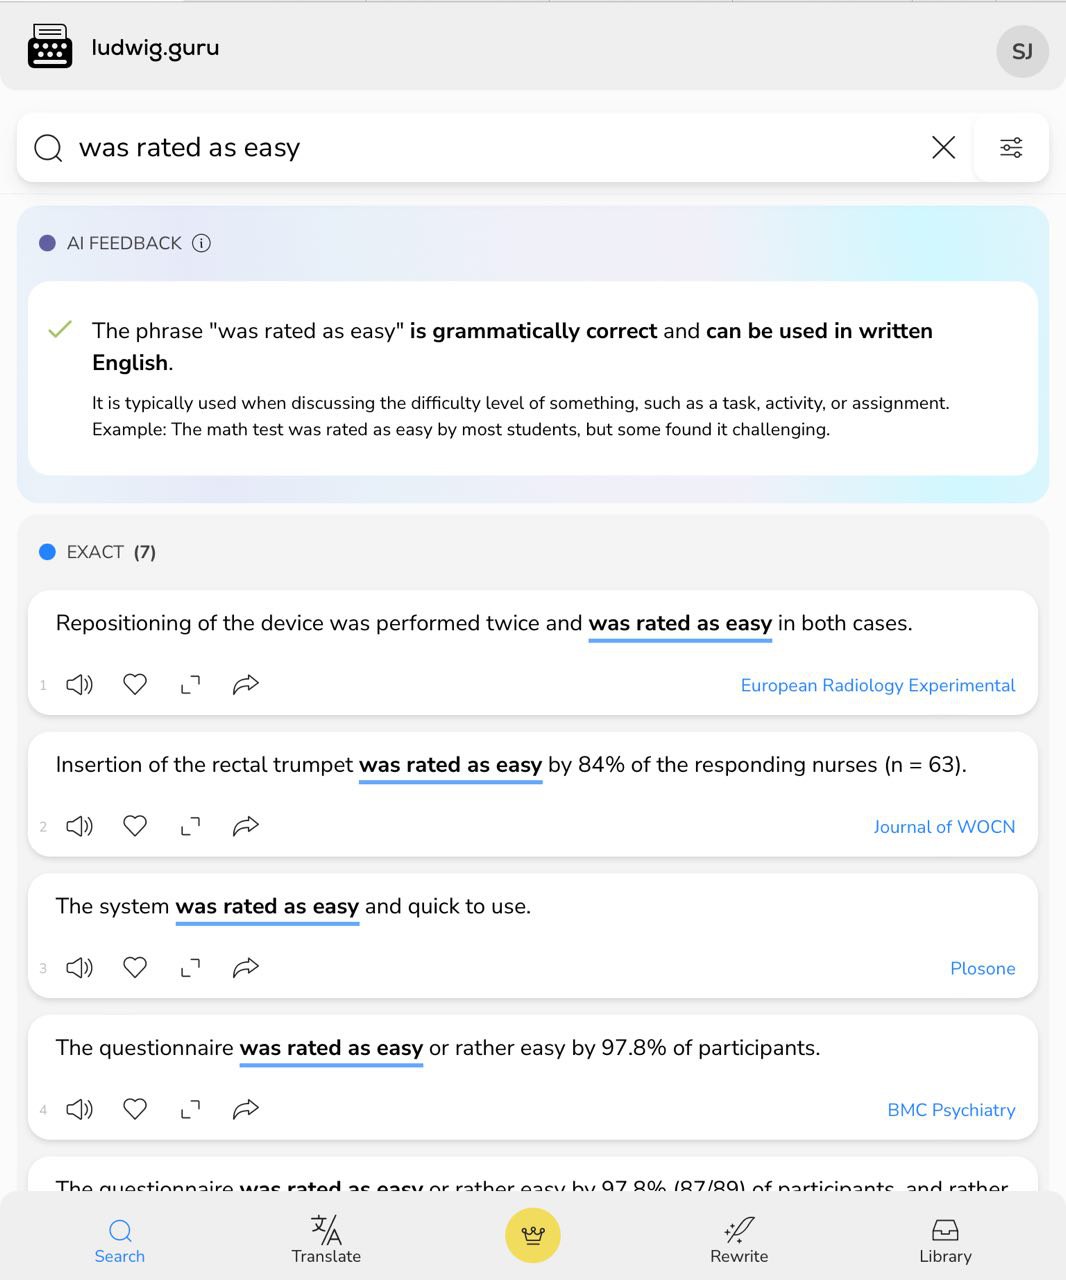 ludwig.guru
SJ
was rated as easy
AI FEEDBACK
The phrase "was rated as easy" is grammatically correct and can be used in written
English.
It is typically used when discussing the difficulty level of something, such as a task, activity, or assignment.
Example: The math test was rated as easy by most students, but some found it challenging.
EXACT (7)
Repositioning of the device was performed twice and was rated as easy in both cases.
1
European Radiology Experimental
Insertion of the rectal trumpet was rated as easy by 84% of the responding nurses (n = 63).
2
Journal of WOCN
The system was rated as easy and quick to use.
3
Plosone
The questionnaire was rated as easy or rather easy by 97.8% of participants.
4
BMC Psychiatry
The questionnaire was rated as easy or rather easy by 97.8% (87/89) of participants, and rather
Search
Translate
Rewrite
Library